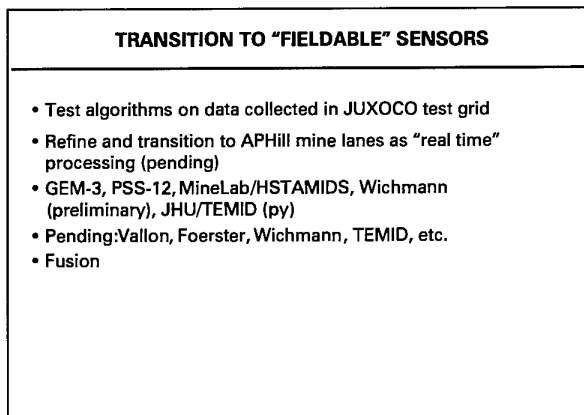 TRANSITION TO "FIELDABLE" SENSORS
• Test algorithms on data collected in JUXOCO test grid
• Refine and transition to APHill mine lanes as "real time"
processing (pending)
• GEM-3, PSS-12, MineLab/HSTAMIDS, Wichmann
(preliminary), JHU/TEMID (py)
• Pending:Vallon, Foerster, Wichmann, TEMID, etc.
• Fusion